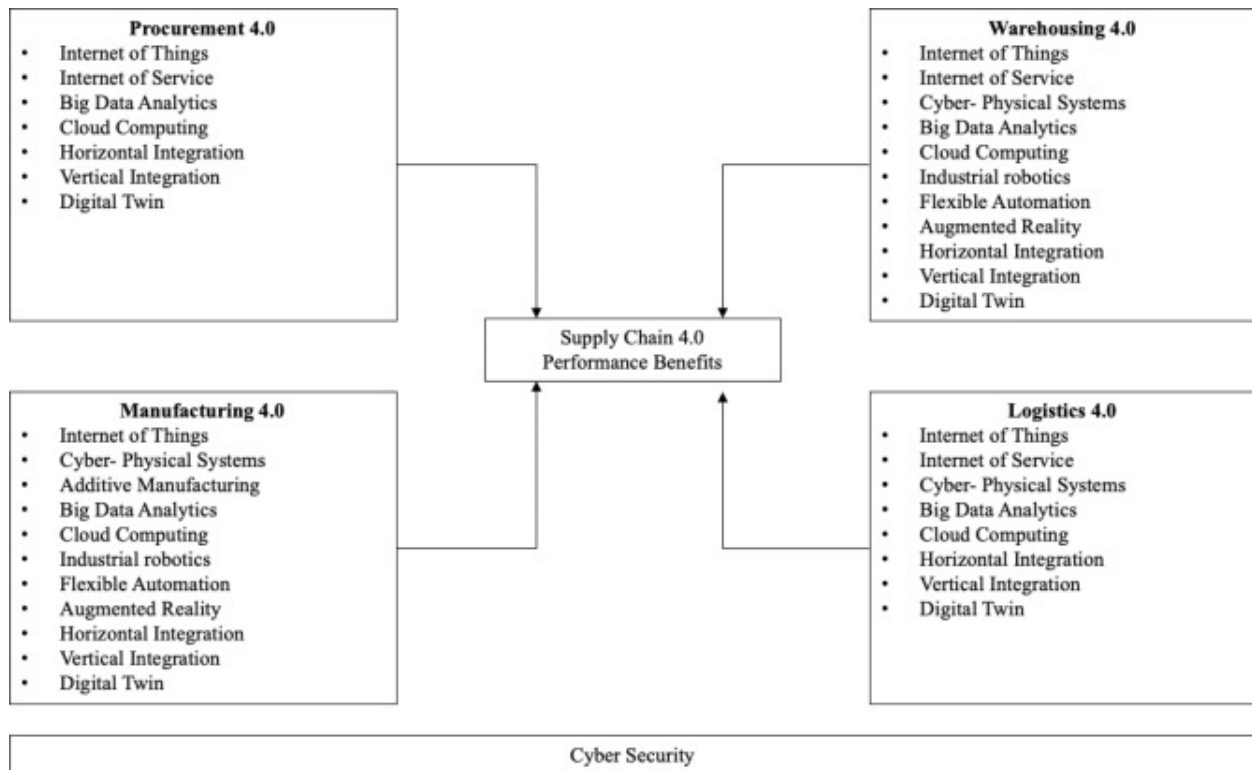 Procurement 4.0
• Internet of Things
• Internet of Service
• Big Data Analytics
• Cloud Computing
• Horizontal Integration
• Vertical Integration
• Digital Twin
Warehousing 4.0
• Internet of Things
• Internet of Service
• Cyber- Physical Systems
• Big Data Analytics
• Cloud Computing
• Industrial robotics
• Flexible Automation
• Augmented Reality
• Horizontal Integration
• Vertical Integration
• Digital Twin
Supply Chain 4.0
Performance Benefits
Manufacturing 4.0
• Internet of Things
• Cyber- Physical Systems
• Additive Manufacturing
• Big Data Analytics
• Cloud Computing
• Industrial robotics
• Flexible Automation
• Augmented Reality
• Horizontal Integration
• Vertical Integration
• Digital Twin
Logistics 4.0
• Internet of Things
• Internet of Service
• Cyber- Physical Systems
• Big Data Analytics
• Cloud Computing
• Horizontal Integration
• Vertical Integration
• Digital Twin
Cyber Security